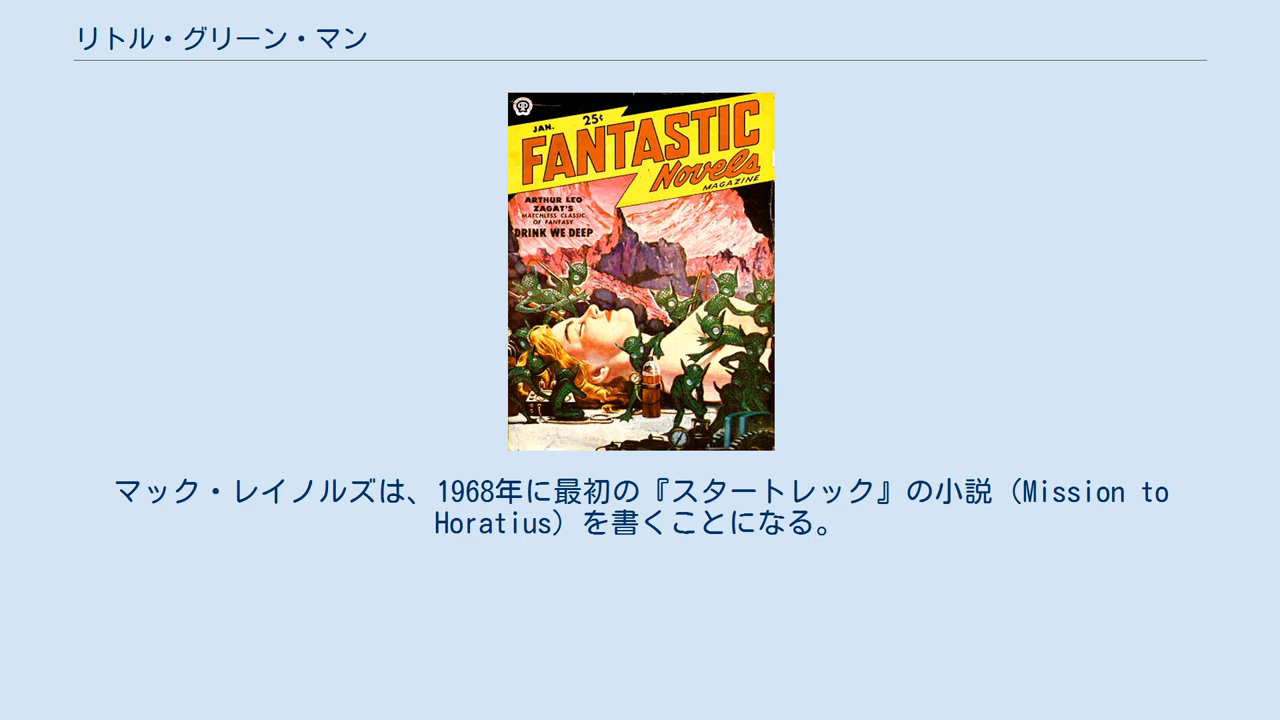 リトル・グリーン・マン
JAN.
25¢
FANTASTIC
Novels
MAGAZINE
ARTHUR LEO
ZAGAT'S
MATCHLESS CLASSIC
OF FANTASY
DRINK WE DEEP
マック・レイノルズは、1968年に最初の『スタートレック』の小説（Mission to
Horatius）を書くことになる。